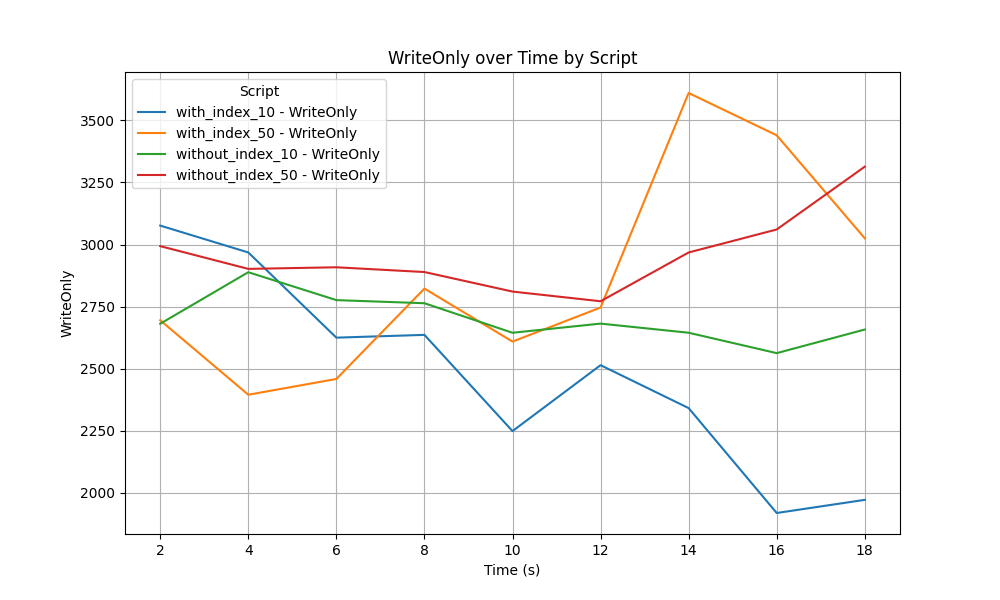 WriteOnly over Time by Script
Script
with_index_10 - WriteOnly
with_index_50 - WriteOnly
without_index_10 - WriteOnly
without_index_50 - WriteOnly
WriteOnly
3500
3250
3000
2750
2500
2250
2000
2 4 6 8 10 12 14 16 18
Time (s)